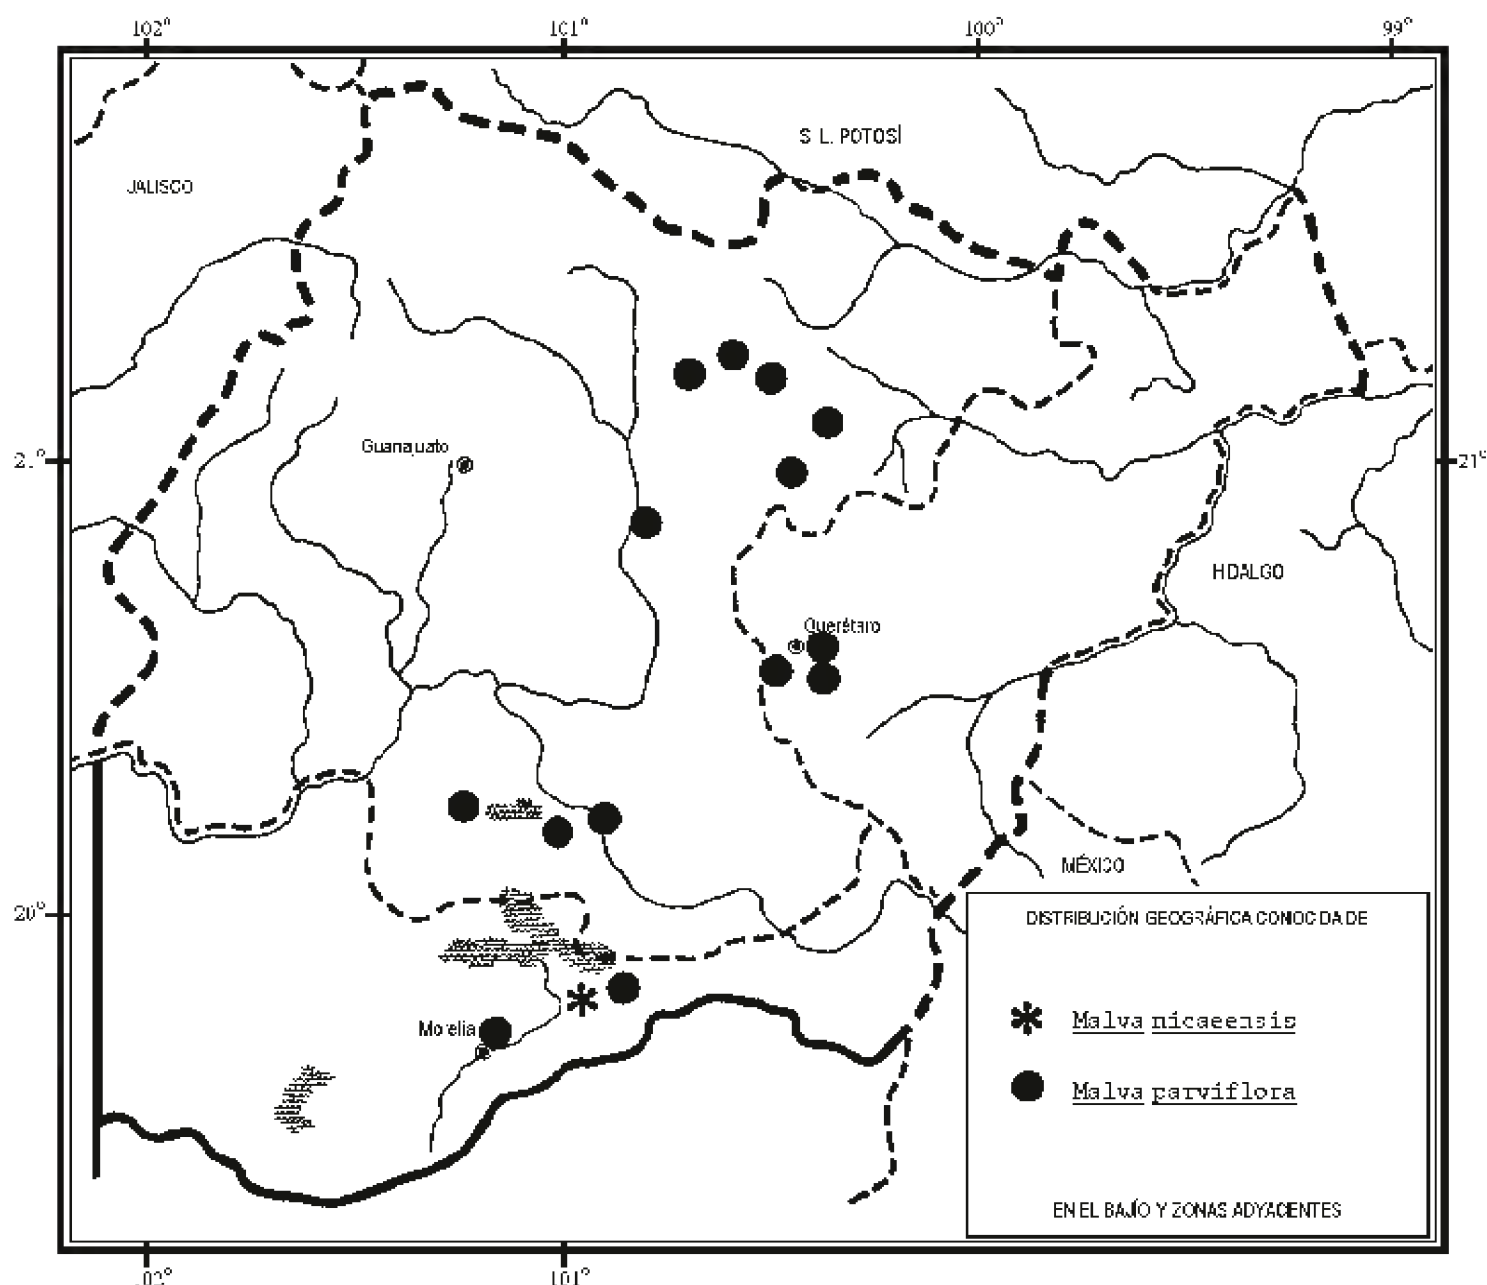 102° 101° 100° 99°
S. L. POTOSÍ
JALISCO
Guanajuato
21° 21°
HIDALGO
Querétaro
MÉXICO
20°
DISTRIBUCIÓN GEOGRÁFICA CONOCIDA DE
Malva nicaeensis
Morelia
Malva parviflora
EN EL BAJÍO Y ZONAS ADYACENTES
102° 101°